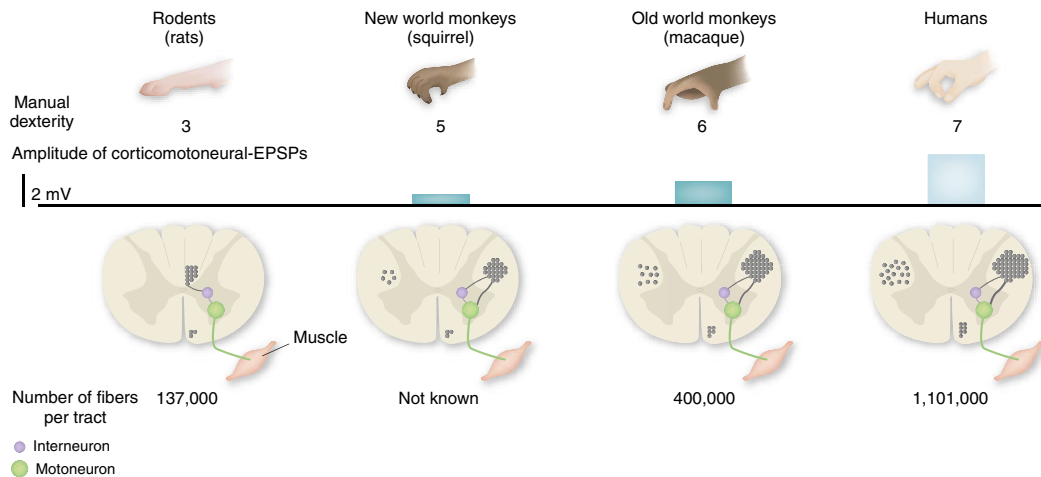 Rodents
(rats)
New world monkeys
(squirrel)
Old world monkeys
(macaque)
Humans
Manual
dexterity
3
5
6
7
Amplitude of corticomotoneural-EPSPs
2 mV
Muscle
Number of fibers
per tract
137,000
Not known
400,000
1,101,000
Interneuron
Motoneuron